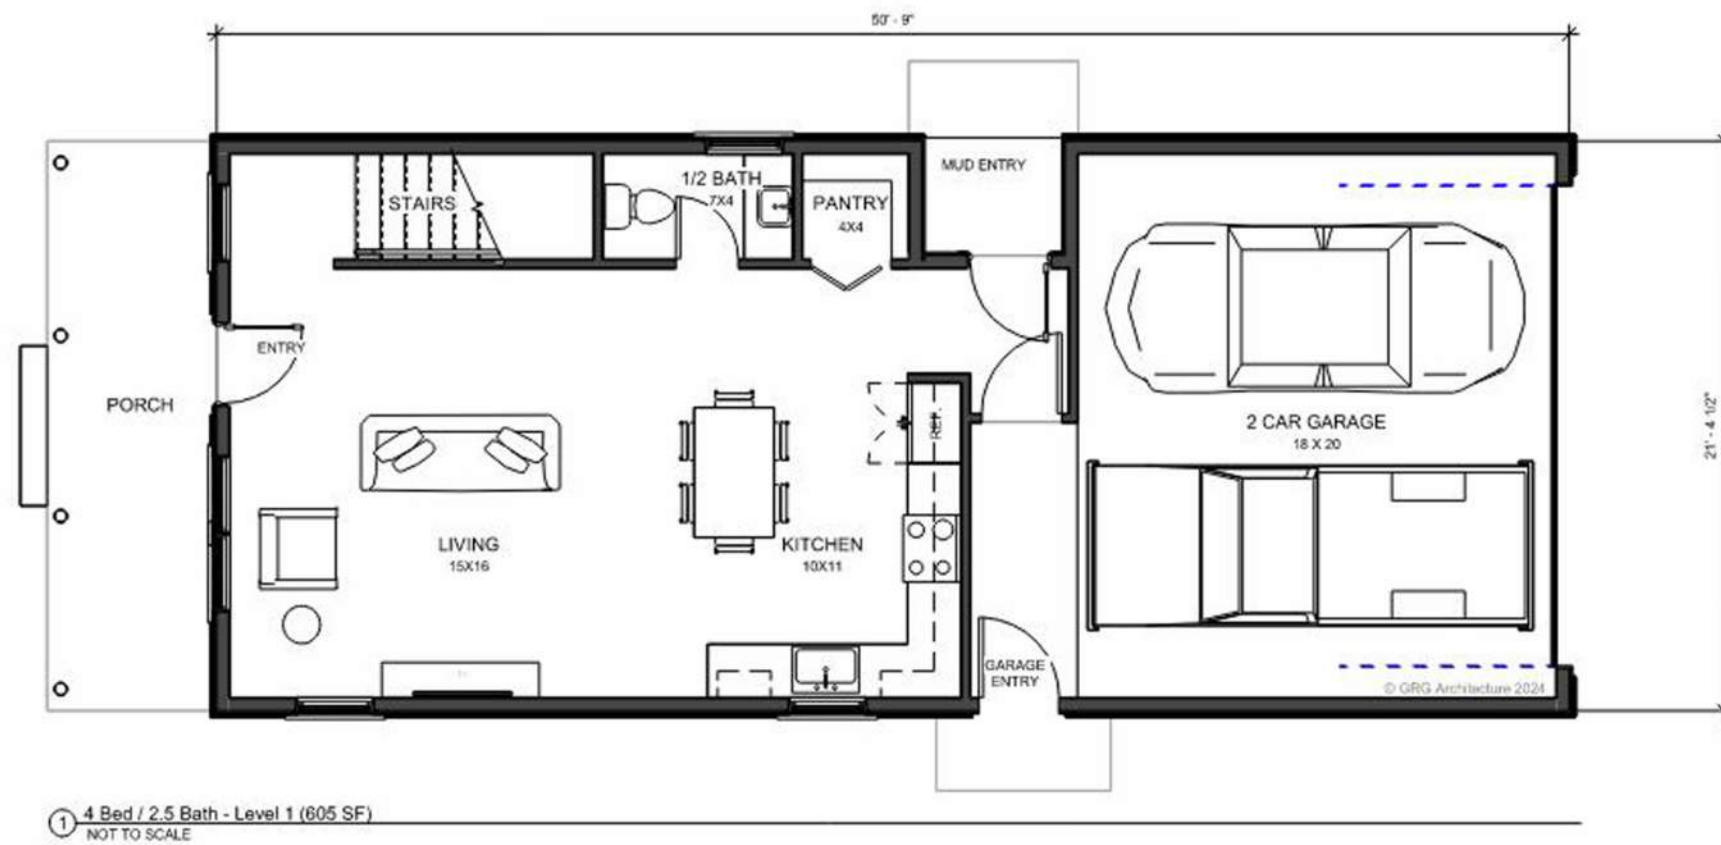 50' - 9"
MUD ENTRY
1/2 BATH
7X4
STAIRS
PANTRY
4X4
ENTRY
PORCH
REF.
2 CAR GARAGE
18 X 20
21' - 4 1/2"
LIVING
15X16
KITCHEN
10X11
GARAGE
ENTRY
© GRG Architecture 2024
1
4 Bed / 2.5 Bath - Level 1 (605 SF)
NOT TO SCALE